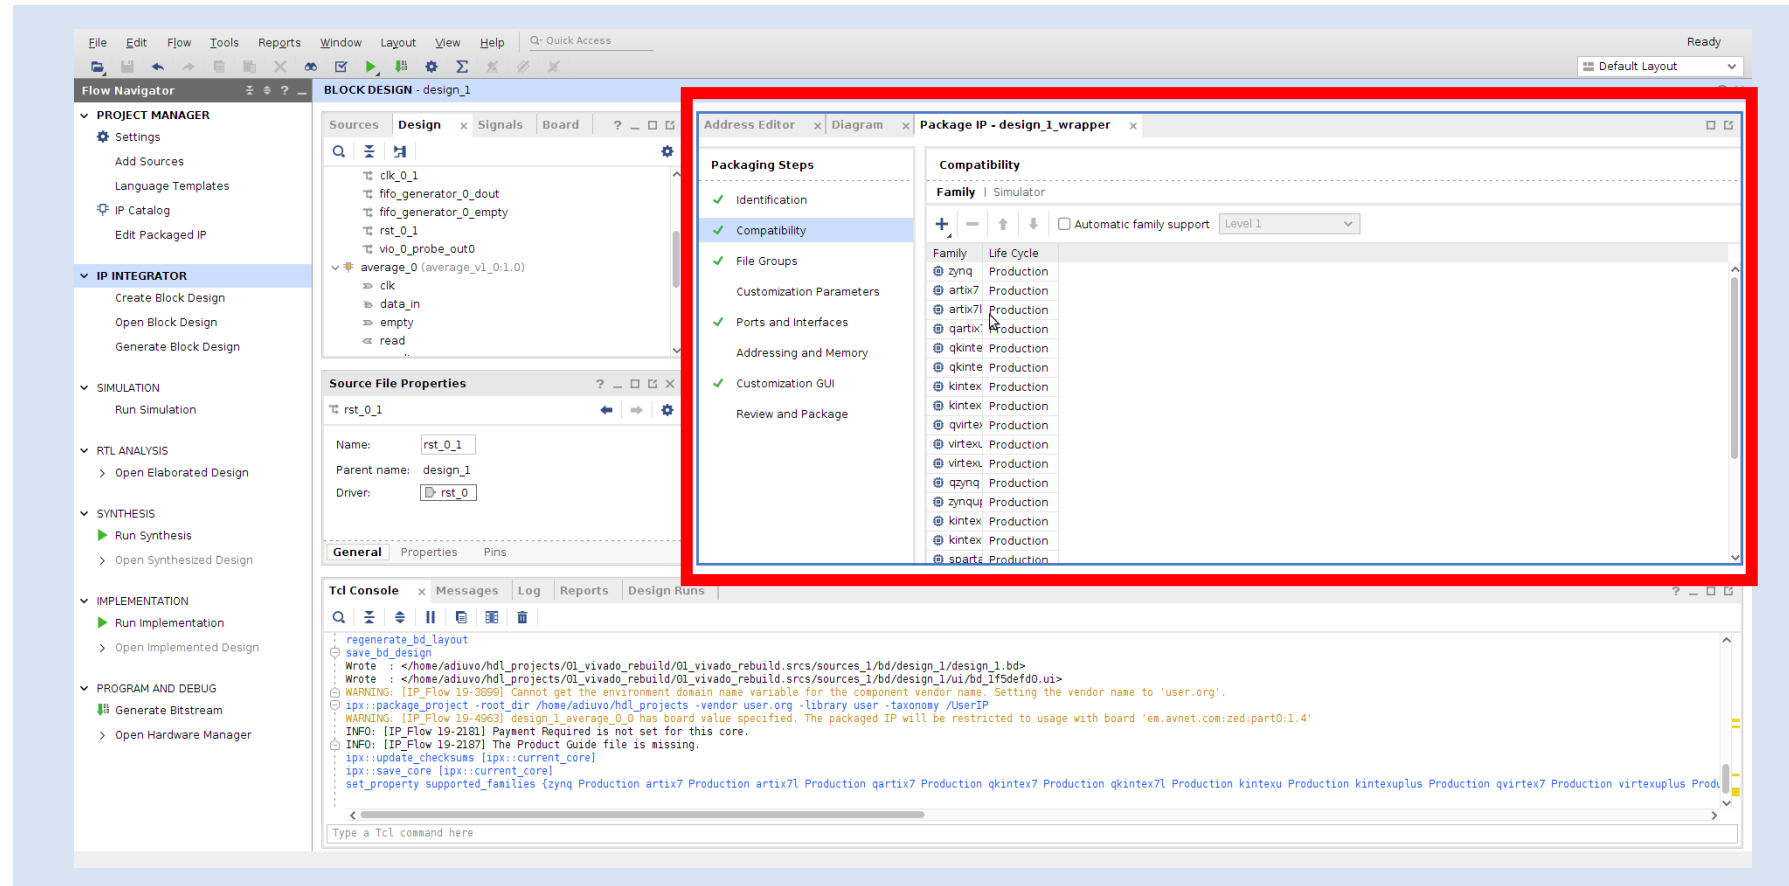 File Edit Flow Tools Reports Window Layout View Help Quick Access Ready
Default Layout
Flow Navigator ? _
BLOCK DESIGN - design_1
PROJECT MANAGER
Settings
Add Sources
Language Templates
IP Catalog
Edit Packaged IP
IP INTEGRATOR
Create Block Design
Open Block Design
Generate Block Design
SIMULATION
Run Simulation
RTL ANALYSIS
Open Elaborated Design
SYNTHESIS
Run Synthesis
Open Synthesized Design
IMPLEMENTATION
Run Implementation
Open Implemented Design
PROGRAM AND DEBUG
Generate Bitstream
Open Hardware Manager
Sources Design x Signals Board ? _
clk_0_1
fifo_generator_0_dout
fifo_generator_0_empty
rst_0_1
vio_0_probe_out0
average_0 (average_v1_0:1.0)
clk
data_in
empty
read
Source File Properties ? _
rst_0_1
Name: rst_0_1
Parent name: design_1
Driver: rst_0
General Properties Pins
Address Editor x Diagram x Package IP - design_1_wrapper x
Packaging Steps
Identification
Compatibility
File Groups
Customization Parameters
Ports and Interfaces
Addressing and Memory
Customization GUI
Review and Package
Compatibility
Family | Simulator
Automatic family support Level 1
Family Life Cycle
zynq Production
artix7 Production
artix7l Production
qartix Production
qkinte Production
qkinte Production
kintex Production
kintex Production
qvirtex Production
virtexu Production
virtexu Production
qzynq Production
zynqup Production
kintex Production
kintex Production
sparta Production
Tcl Console x Messages Log Reports Design Runs ? _
regenerate_bd_layout
save_bd_design
Wrote : </home/adiuvo/hdl_projects/01_vivado_rebuild/01_vivado_rebuild.srcs/sources_1/bd/design_1/design_1.bd>
Wrote : </home/adiuvo/hdl_projects/01_vivado_rebuild/01_vivado_rebuild.srcs/sources_1/bd/design_1/ui/bd_1f5defd0.ui>
WARNING: [IP_Flow 19-3899] Cannot get the environment domain name variable for the component vendor name. Setting the vendor name to 'user.org'.
ipx::package_project -root_dir /home/adiuvo/hdl_projects -vendor user.org -library user -taxonomy /UserIP
WARNING: [IP_Flow 19-4963] design_1_average_0_0 has board value specified. The packaged IP will be restricted to usage with board 'em.avnet.com:zed:part0:1.4'
INFO: [IP_Flow 19-2181] Payment Required is not set for this core.
INFO: [IP_Flow 19-2187] The Product Guide file is missing.
ipx::update_checksums [ipx::current_core]
ipx::save_core [ipx::current_core]
set_property supported_families {zynq Production artix7 Production artix7l Production qartix7 Production qkintex7 Production qkintex7l Production kintexu Production kintexuplus Production qvirtex7 Production virtexuplus Produ
Type a Tcl command here